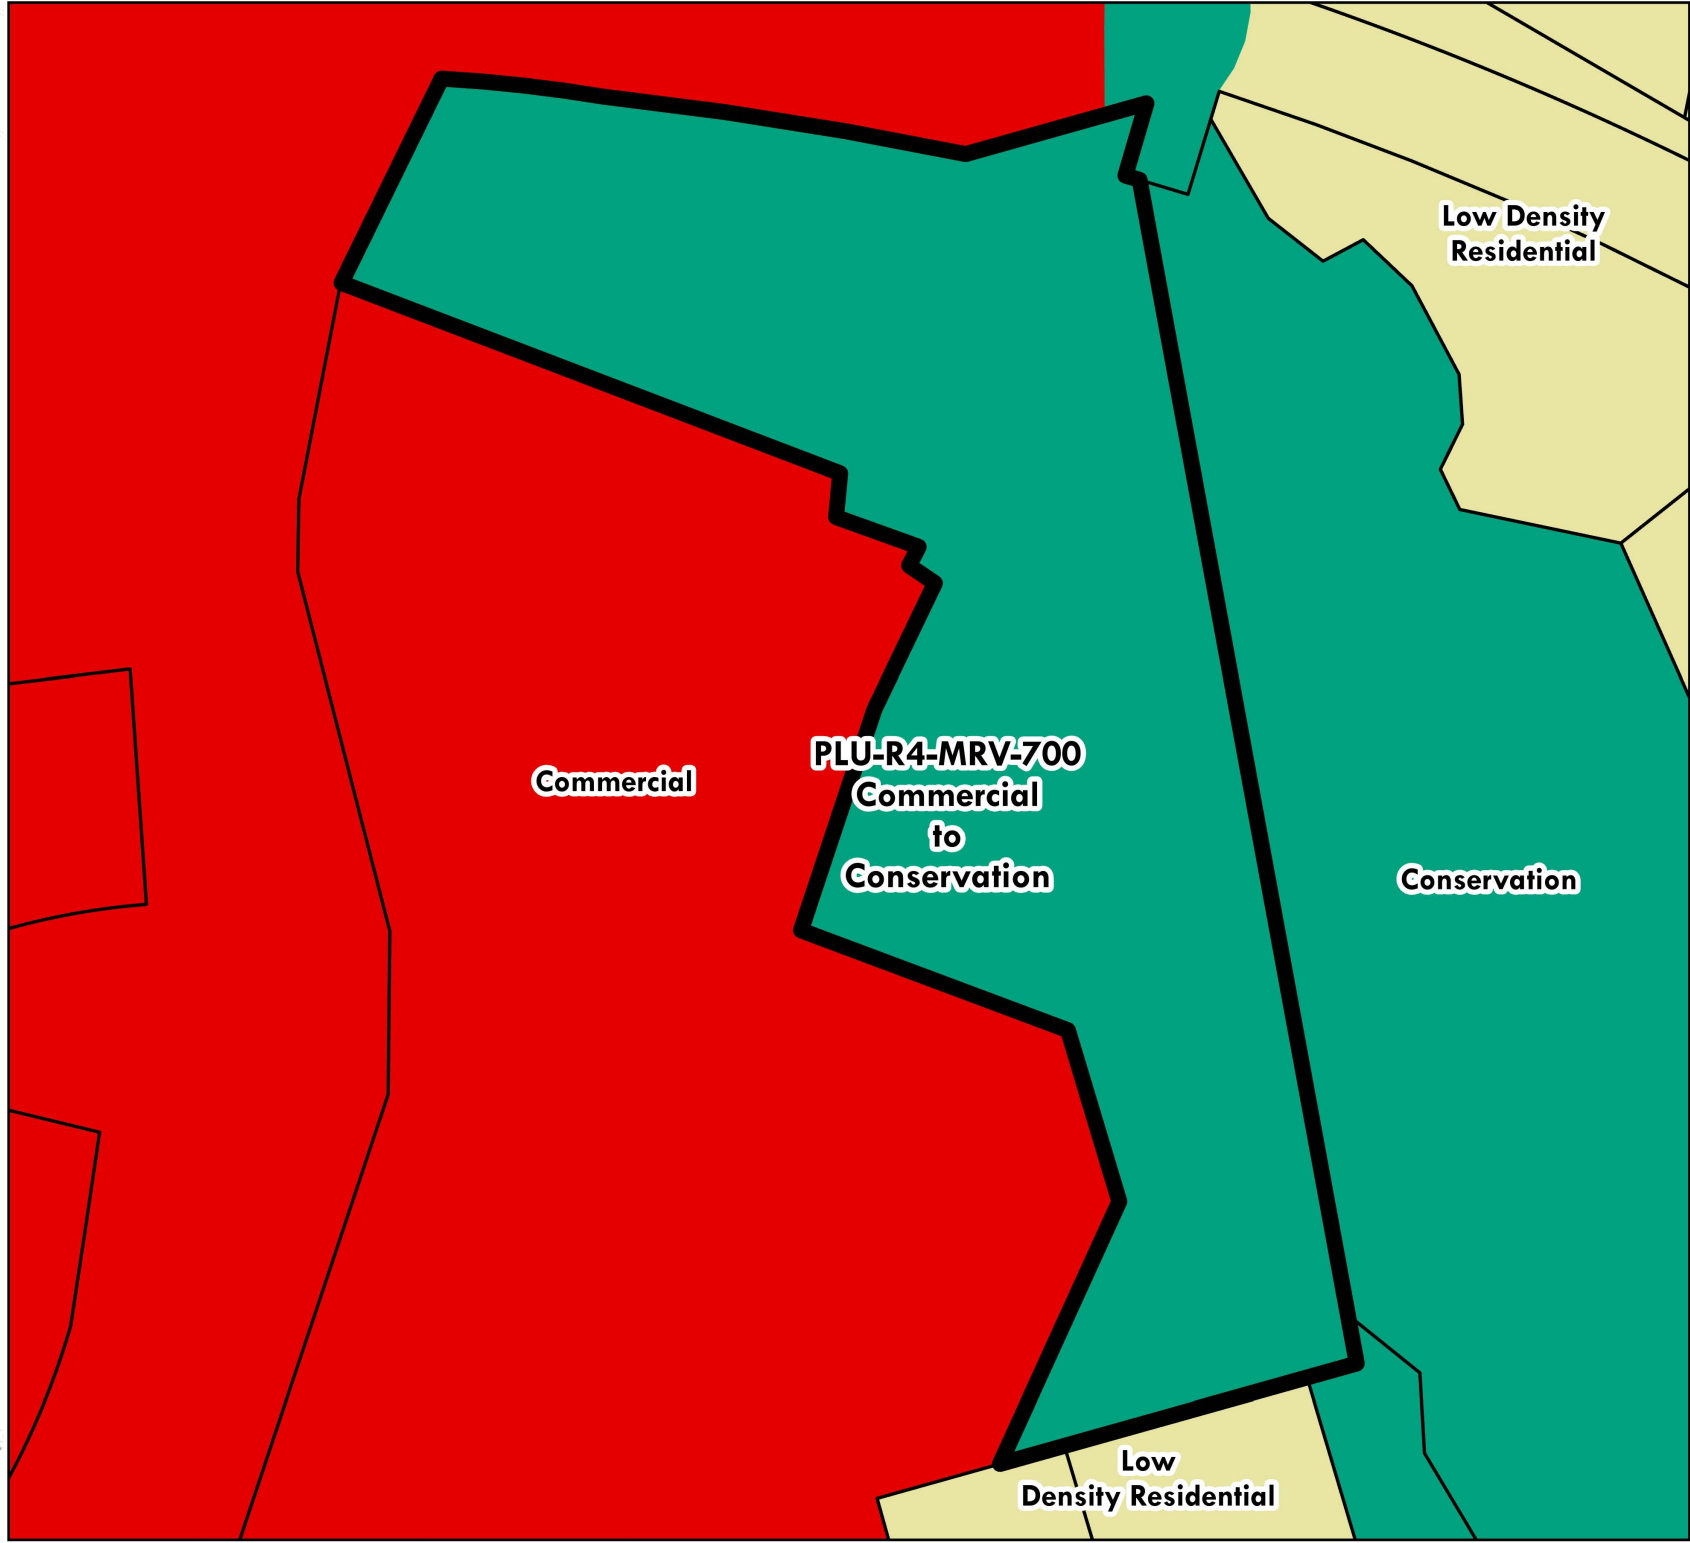 Low Density
Residential
PLU-R4-MRV-700
Commercial
to
Conservation
Commercial
Conservation
Low
Density Residential